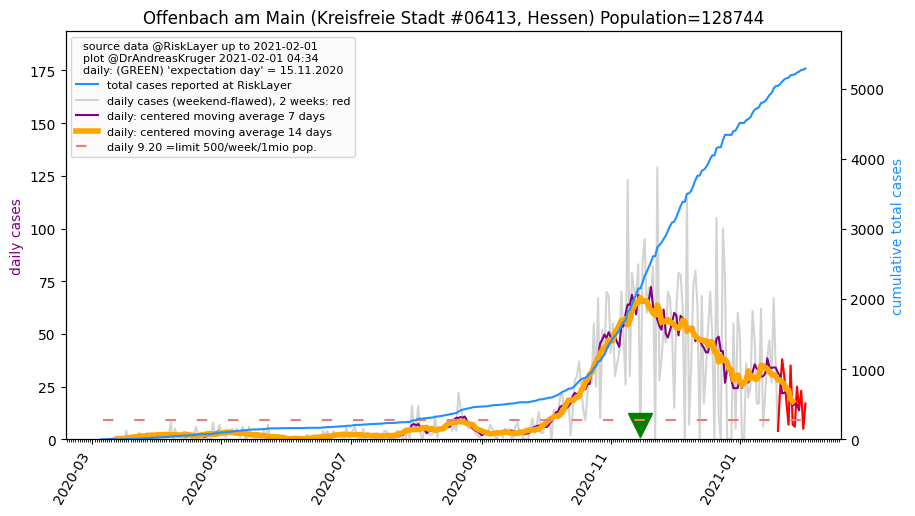 Offenbach am Main (Kreisfreie Stadt #06413, Hessen) Population=128744
source data @RiskLayer up to 2021-02-01
plot @DrAndreasKruger 2021-02-01 04:34
daily: (GREEN) 'expectation day' = 15.11.2020
total cases reported at RiskLayer
daily cases (weekend-flawed), 2 weeks: red
daily: centered moving average 7 days
daily: centered moving average 14 days
daily 9.20 =limit 500/week/1mio pop.
daily cases
175
150
125
100
75
50
25
0
cumulative total cases
5000
4000
3000
2000
1000
0
2020-03
2020-05
2020-07
2020-09
2020-11
2021-01